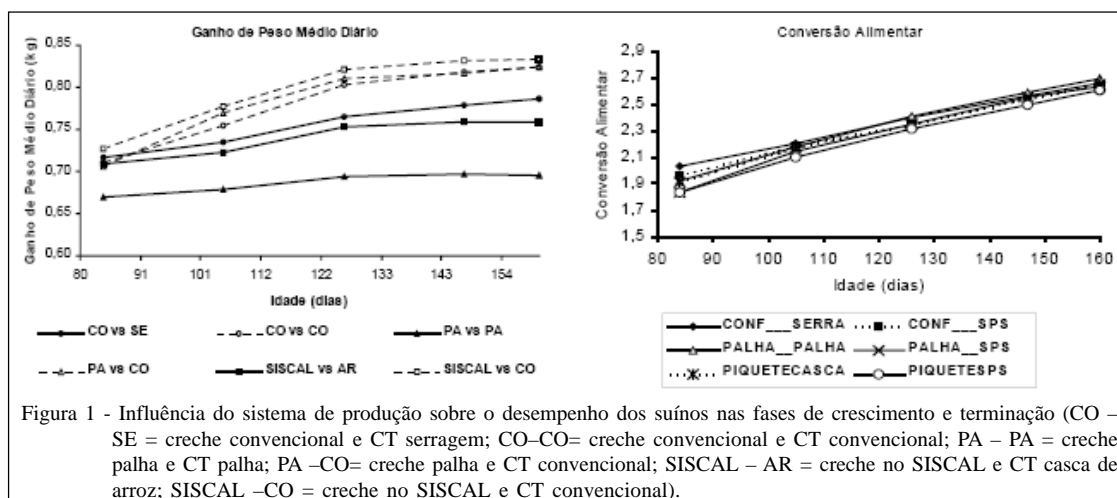 Ganho de Peso Médio Diário
Ganho de Peso Médio Diário (kg)
0,85
0,80
0,75
0,70
0,65
0,60
80 91 101 112 122 133 143 154
Idade (dias)
CO vs SE CO vs CO PA vs PA
PA vs CO SISCAL vs AR SISCAL vs CO
Conversão Alimentar
Conversão Alimentar
2,9
2,7
2,5
2,3
2,1
1,9
1,7
1,5
80 90 100 110 120 130 140 150 160
Idade (dias)
CONF___SERRA CONF___SPS
PALHA__PALHA PALHA__SPS
PIQUETECASCA PIQUETESPS
Figura 1 - Influência do sistema de produção sobre o desempenho dos suínos nas fases de crescimento e terminação (CO –
SE = creche convencional e CT serragem; CO–CO= creche convencional e CT convencional; PA – PA = creche
palha e CT palha; PA –CO= creche palha e CT convencional; SISCAL – AR = creche no SISCAL e CT casca de
arroz; SISCAL –CO = creche no SISCAL e CT convencional).